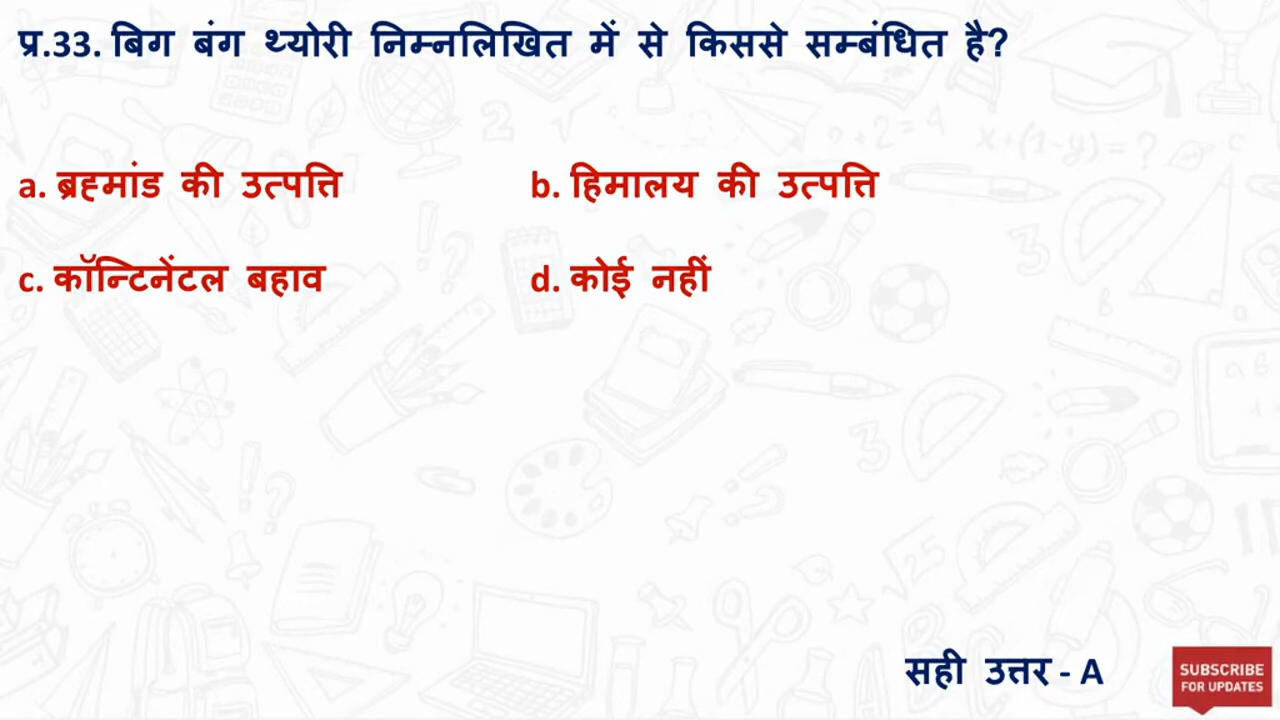 प्र.33. बिग बंग थ्योरी निम्नलिखित में से किससे सम्बंधित है?
a. ब्रह्मांड की उत्पत्ति b. हिमालय की उत्पत्ति
c. कॉन्टिनेंटल बहाव d. कोई नहीं
सही उत्तर - A
SUBSCRIBE
FOR UPDATES